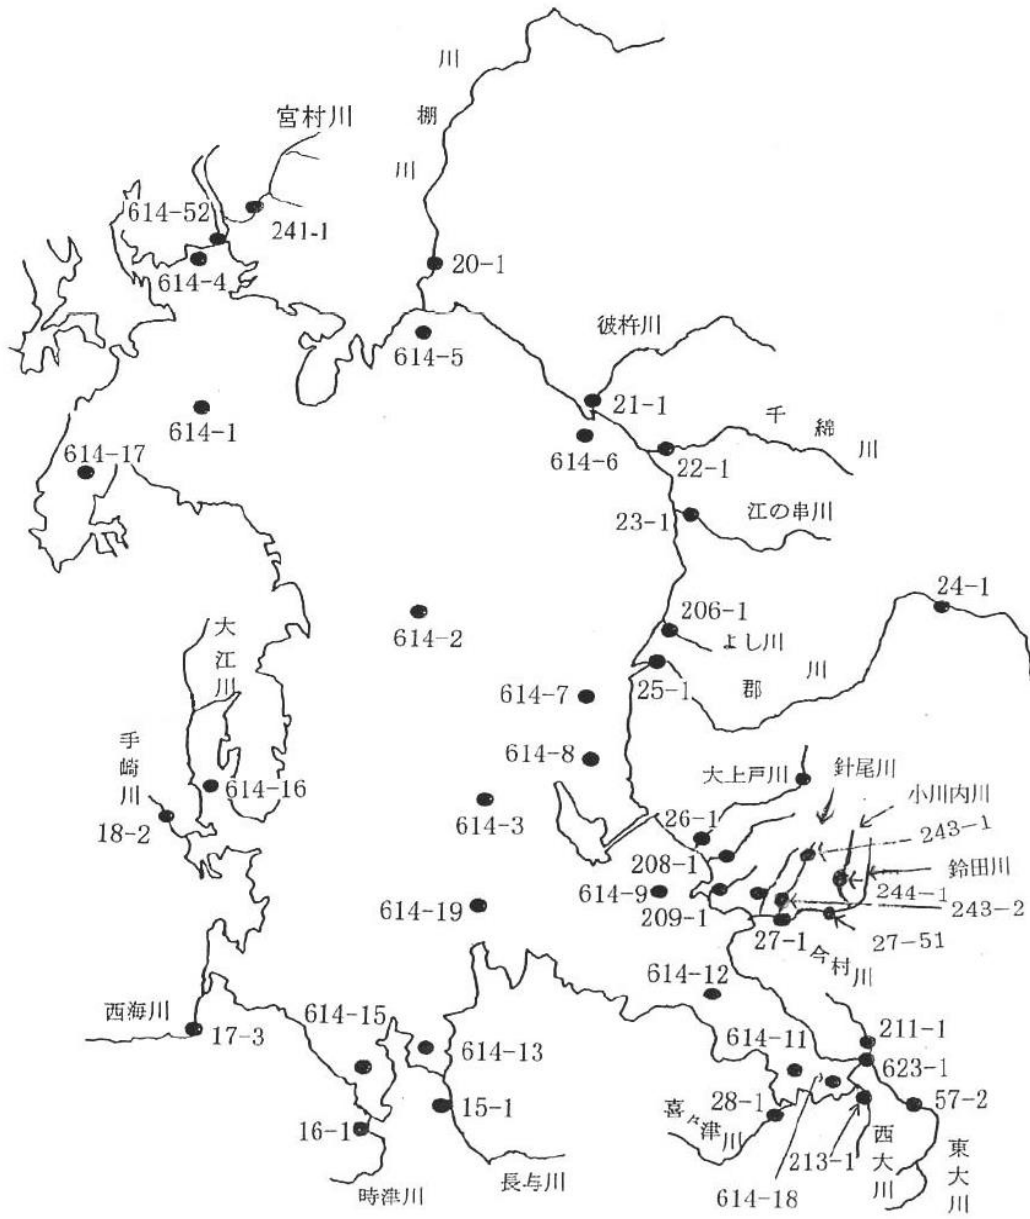 川
棚
川
宮村川
614-52
241-1
614-4
20-1
614-5
彼杵川
614-1
21-1
千
綿
川
614-17
614-6
22-1
23-1
江の串川
24-1
206-1
614-2
よし川
大
江
川
25-1
郡
川
614-7
614-8
手
崎
川
大上戸川
針尾川
小川内川
614-16
18-2
614-3
26-1
243-1
208-1
鈴田川
614-9
244-1
614-19
209-1
243-2
27-1
27-51
今
村
川
614-12
西海川
614-15
17-3
211-1
614-11
614-13
623-1
28-1
57-2
15-1
16-1
喜
々
津
川
213-1
西
大
川
東
大
川
長与川
時津川
614-18